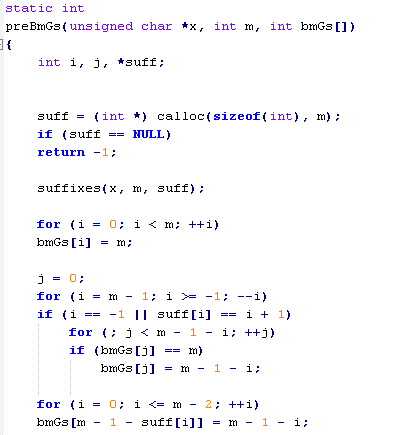 static int
preBmGs(unsigned char *x, int m, int bmGs[])
{
int i, j, *suff;
suff = (int *) calloc(sizeof(int), m);
if (suff == NULL)
return -1;
suffixes(x, m, suff);
for (i = 0; i < m; ++i)
bmGs[i] = m;
j = 0;
for (i = m - 1; i >= -1; --i)
if (i == -1 || suff[i] == i + 1)
for (; j < m - 1 - i; ++j)
if (bmGs[j] == m)
bmGs[j] = m - 1 - i;
for (i = 0; i <= m - 2; ++i)
bmGs[m - 1 - suff[i]] = m - 1 - i;